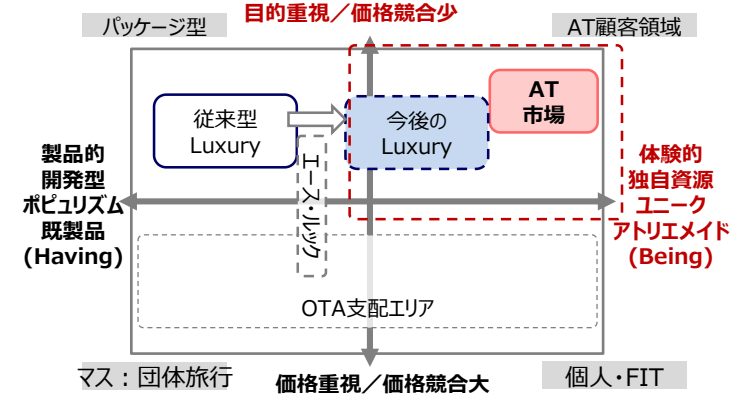 目的重視／価格競合少
パッケージ型
AT顧客領域
従来型
Luxury
今後の
Luxury
AT
市場
エース・ルック
製品的
開発型
ポピュリズム
既製品
(Having)
体験的
独自資源
ユニーク
アトリエメイド
(Being)
OTA支配エリア
マス：団体旅行
価格重視／価格競合大
個人・FIT